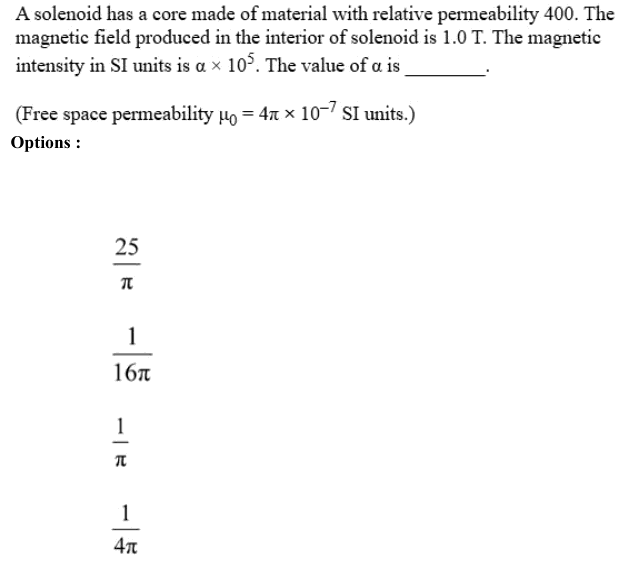 A solenoid has a core made of material with relative permeability 400. The
magnetic field produced in the interior of solenoid is 1.0 T. The magnetic
intensity in SI units is α × 10⁵. The value of α is ________.
(Free space permeability μ₀ = 4π × 10⁻⁷ SI units.)
Options :
25
π
1
16π
1
π
1
4π